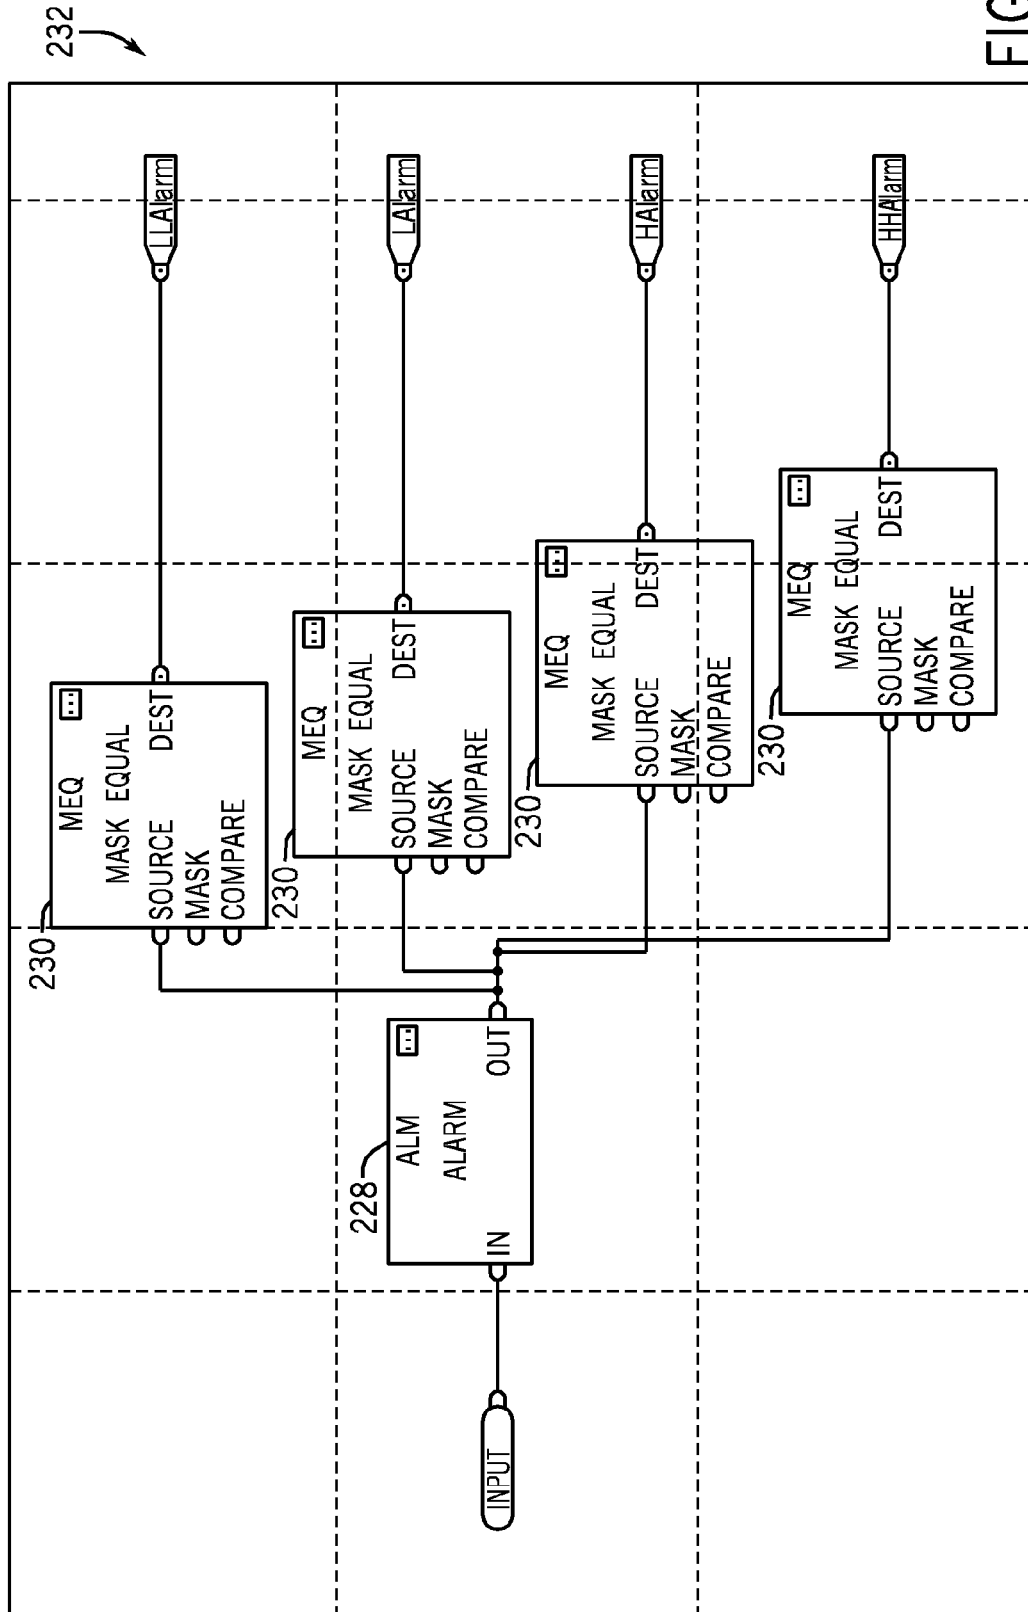 232
LLAlarm
LAlarm
HAlarm
HHAlarm
230
MEQ
MASK EQUAL
SOURCE DEST
MASK
COMPARE
230
MEQ
MASK EQUAL
SOURCE DEST
MASK
COMPARE
230
MEQ
MASK EQUAL
SOURCE DEST
MASK
COMPARE
230
MEQ
MASK EQUAL
SOURCE DEST
MASK
COMPARE
228
ALM
ALARM
IN OUT
INPUT
FIG